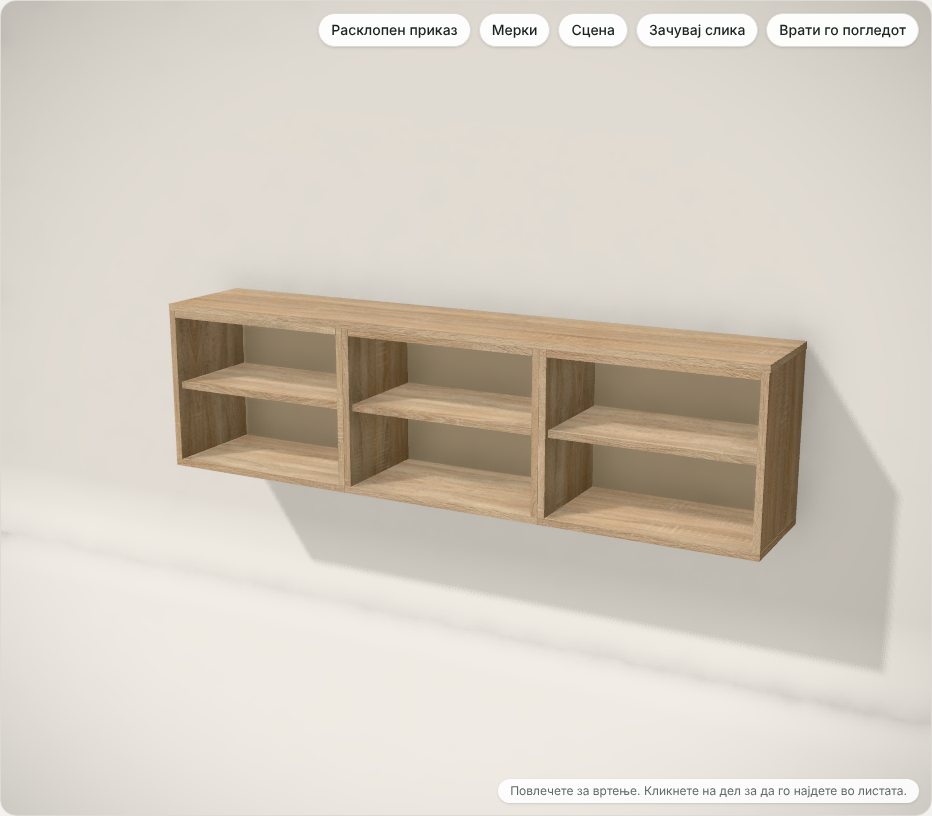 Расклопен приказ
Мерки
Сцена
Зачувај слика
Врати го погледот
Повлечете за вртење. Кликнете на дел за да го најдете во листата.